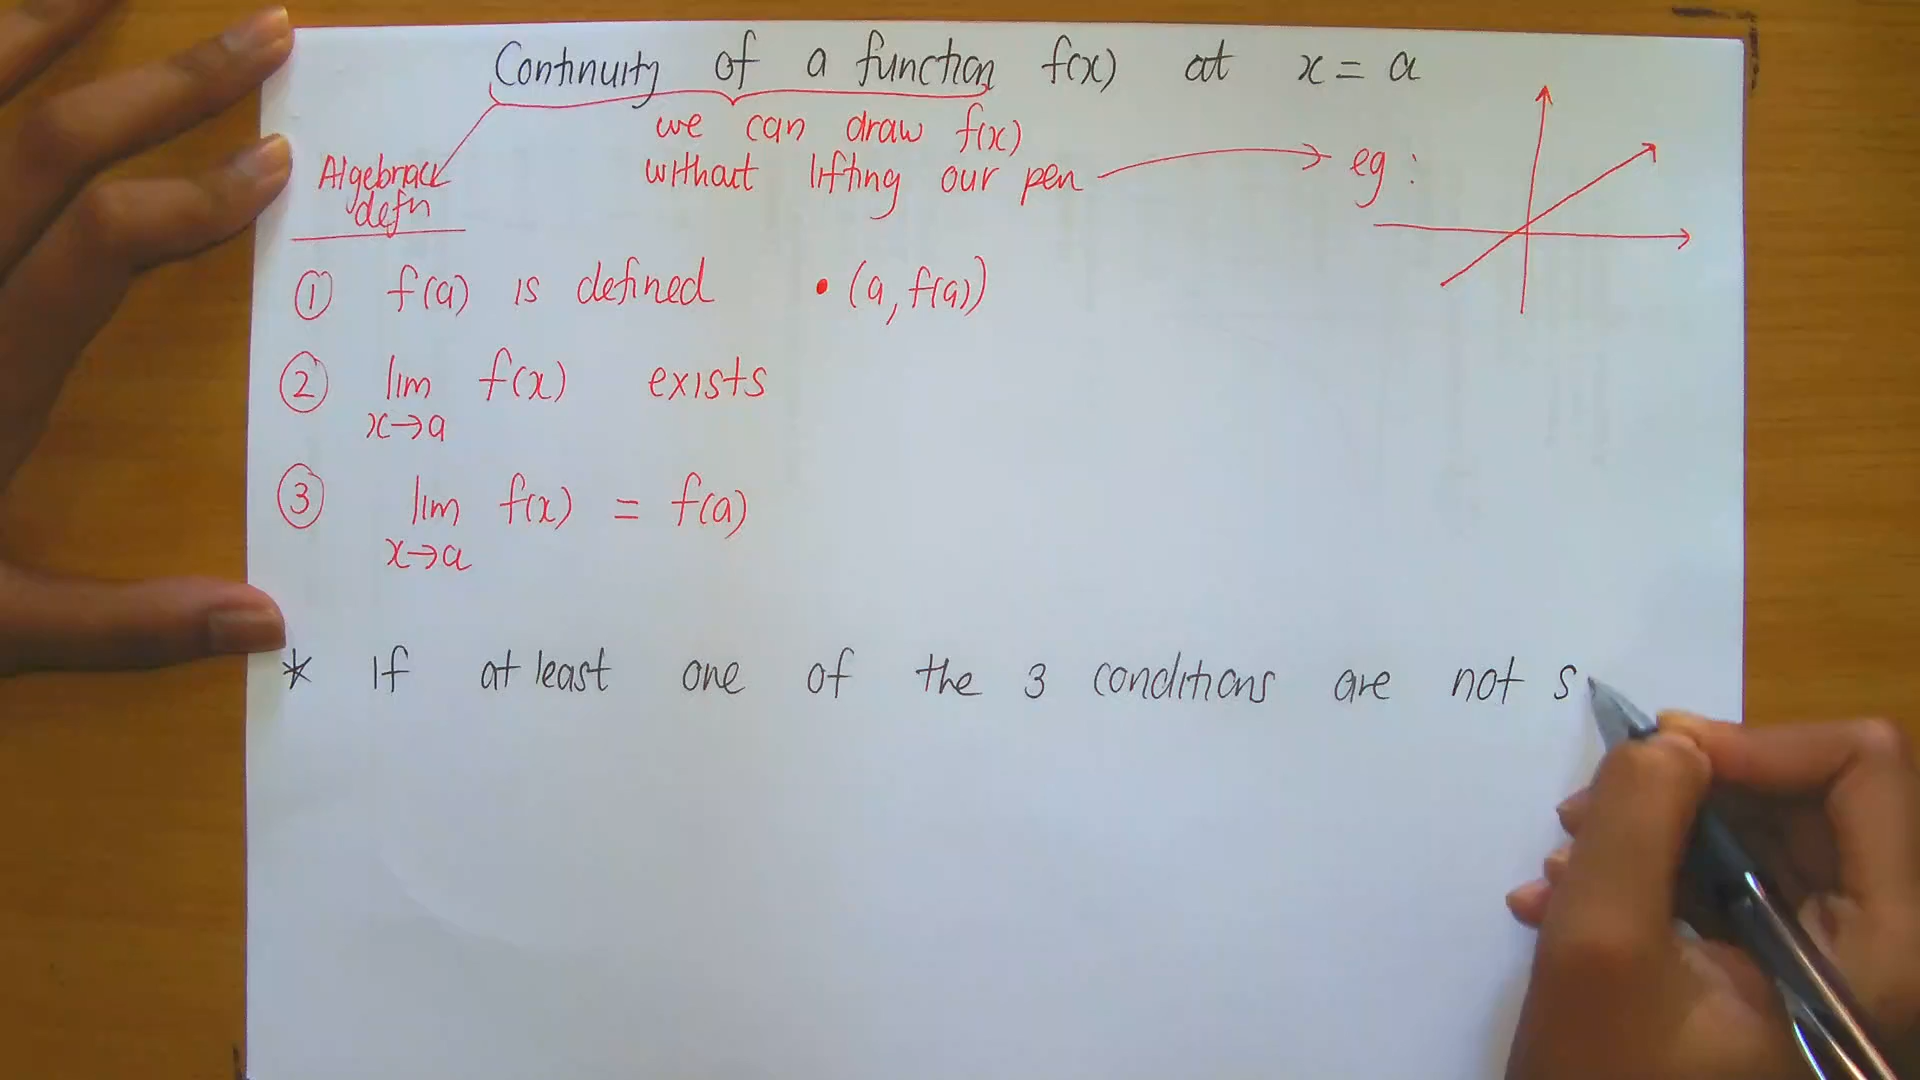 Continuity of a function f(x) at x = a
we can draw f(x)
without lifting our pen → eg :
Algebraic
defn
① f(a) is defined • (a, f(a))
② lim f(x) exists
x→a
③ lim f(x) = f(a)
x→a
* If at least one of the 3 conditions are not s